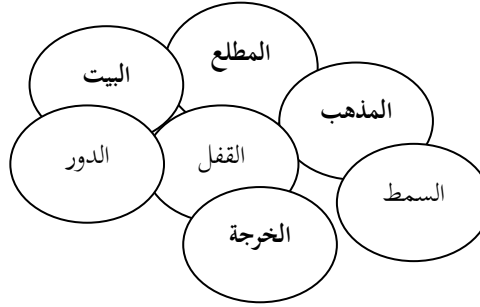 المطلع
البيت
المذهب
القفل
الدور
السمط
الخرجة